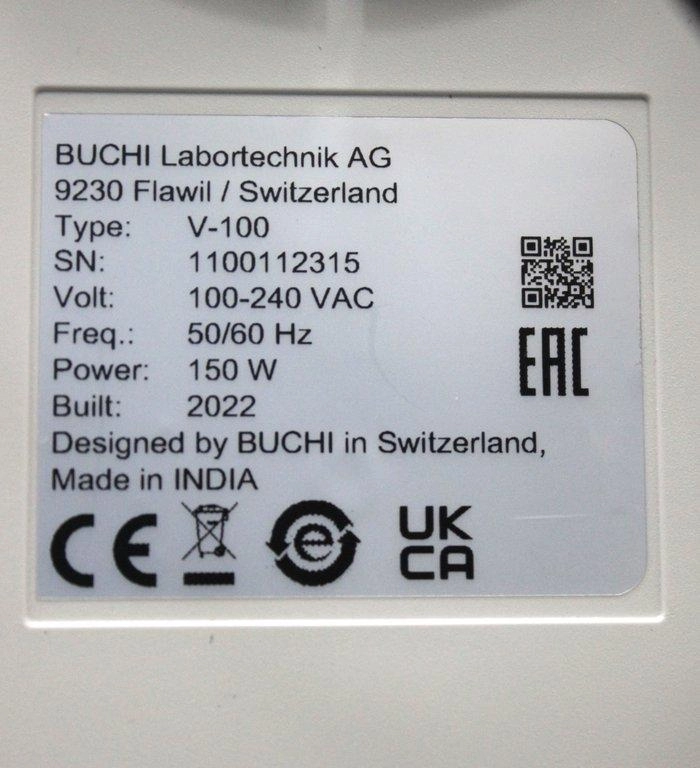 BUCHI Labortechnik AG
9230 Flawil / Switzerland
Type: V-100
SN: 1100112315
Volt: 100-240 VAC
Freq.: 50/60 Hz
Power: 150 W
Built: 2022
Designed by BUCHI in Switzerland,
Made in INDIA
EAC
CE e UK
CA